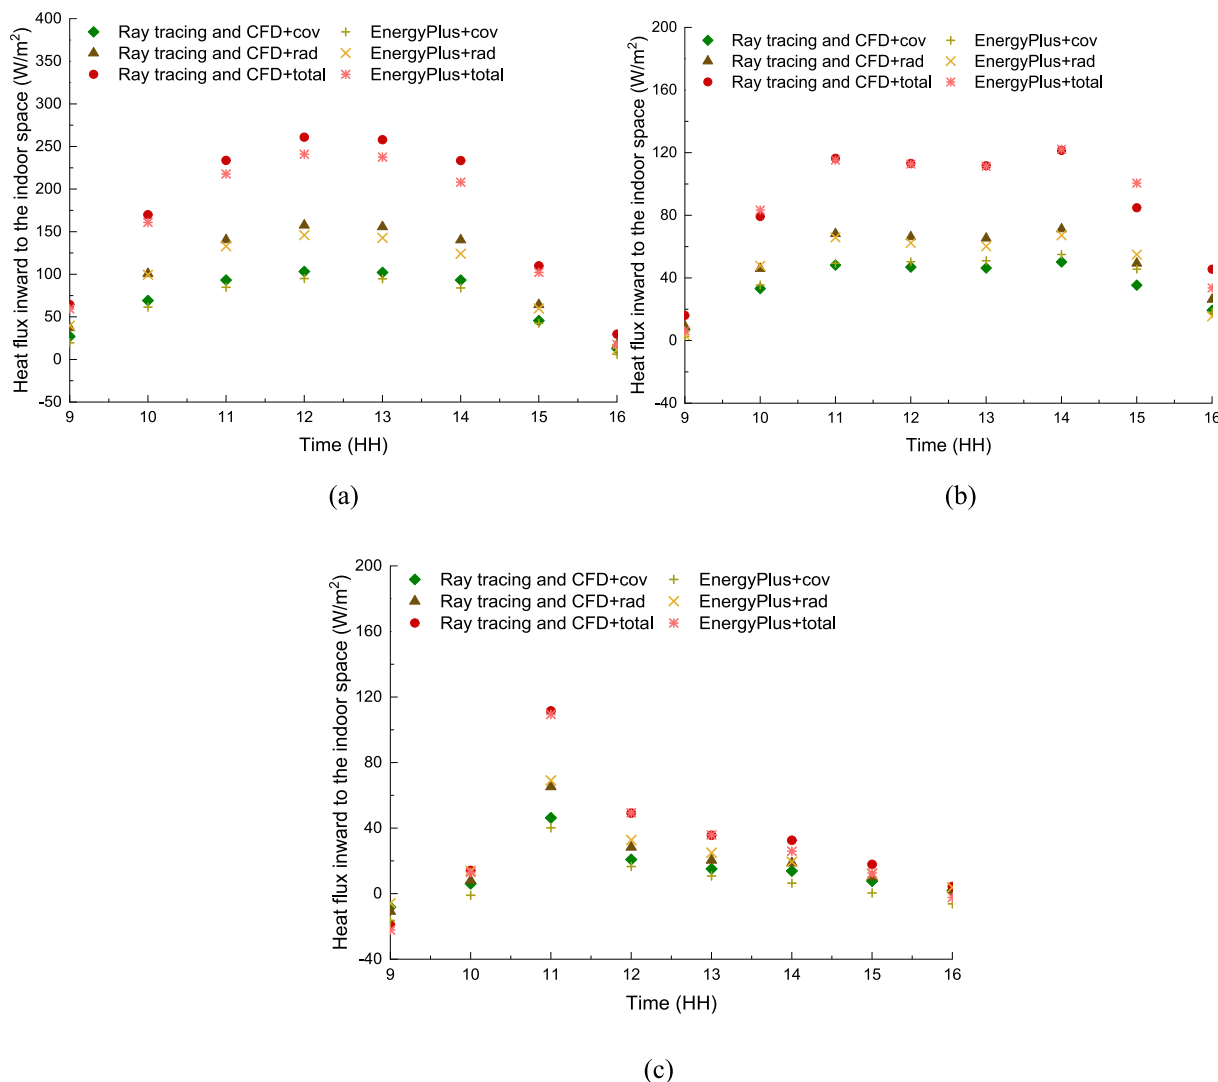 Heat flux inward to the indoor space (W/m²)
400
350
300
250
200
150
100
50
0
-50
Ray tracing and CFD+cov
Ray tracing and CFD+rad
Ray tracing and CFD+total
EnergyPlus+cov
EnergyPlus+rad
EnergyPlus+total
9 10 11 12 13 14 15 16
Time (HH)
(a)
Heat flux inward to the indoor space (W/m²)
200
160
120
80
40
0
-40
Ray tracing and CFD+cov
Ray tracing and CFD+rad
Ray tracing and CFD+total
EnergyPlus+cov
EnergyPlus+rad
EnergyPlus+total
9 10 11 12 13 14 15 16
Time (HH)
(b)
Heat flux inward to the indoor space (W/m²)
200
160
120
80
40
0
-40
Ray tracing and CFD+cov
Ray tracing and CFD+rad
Ray tracing and CFD+total
EnergyPlus+cov
EnergyPlus+rad
EnergyPlus+total
9 10 11 12 13 14 15 16
Time (HH)
(c)